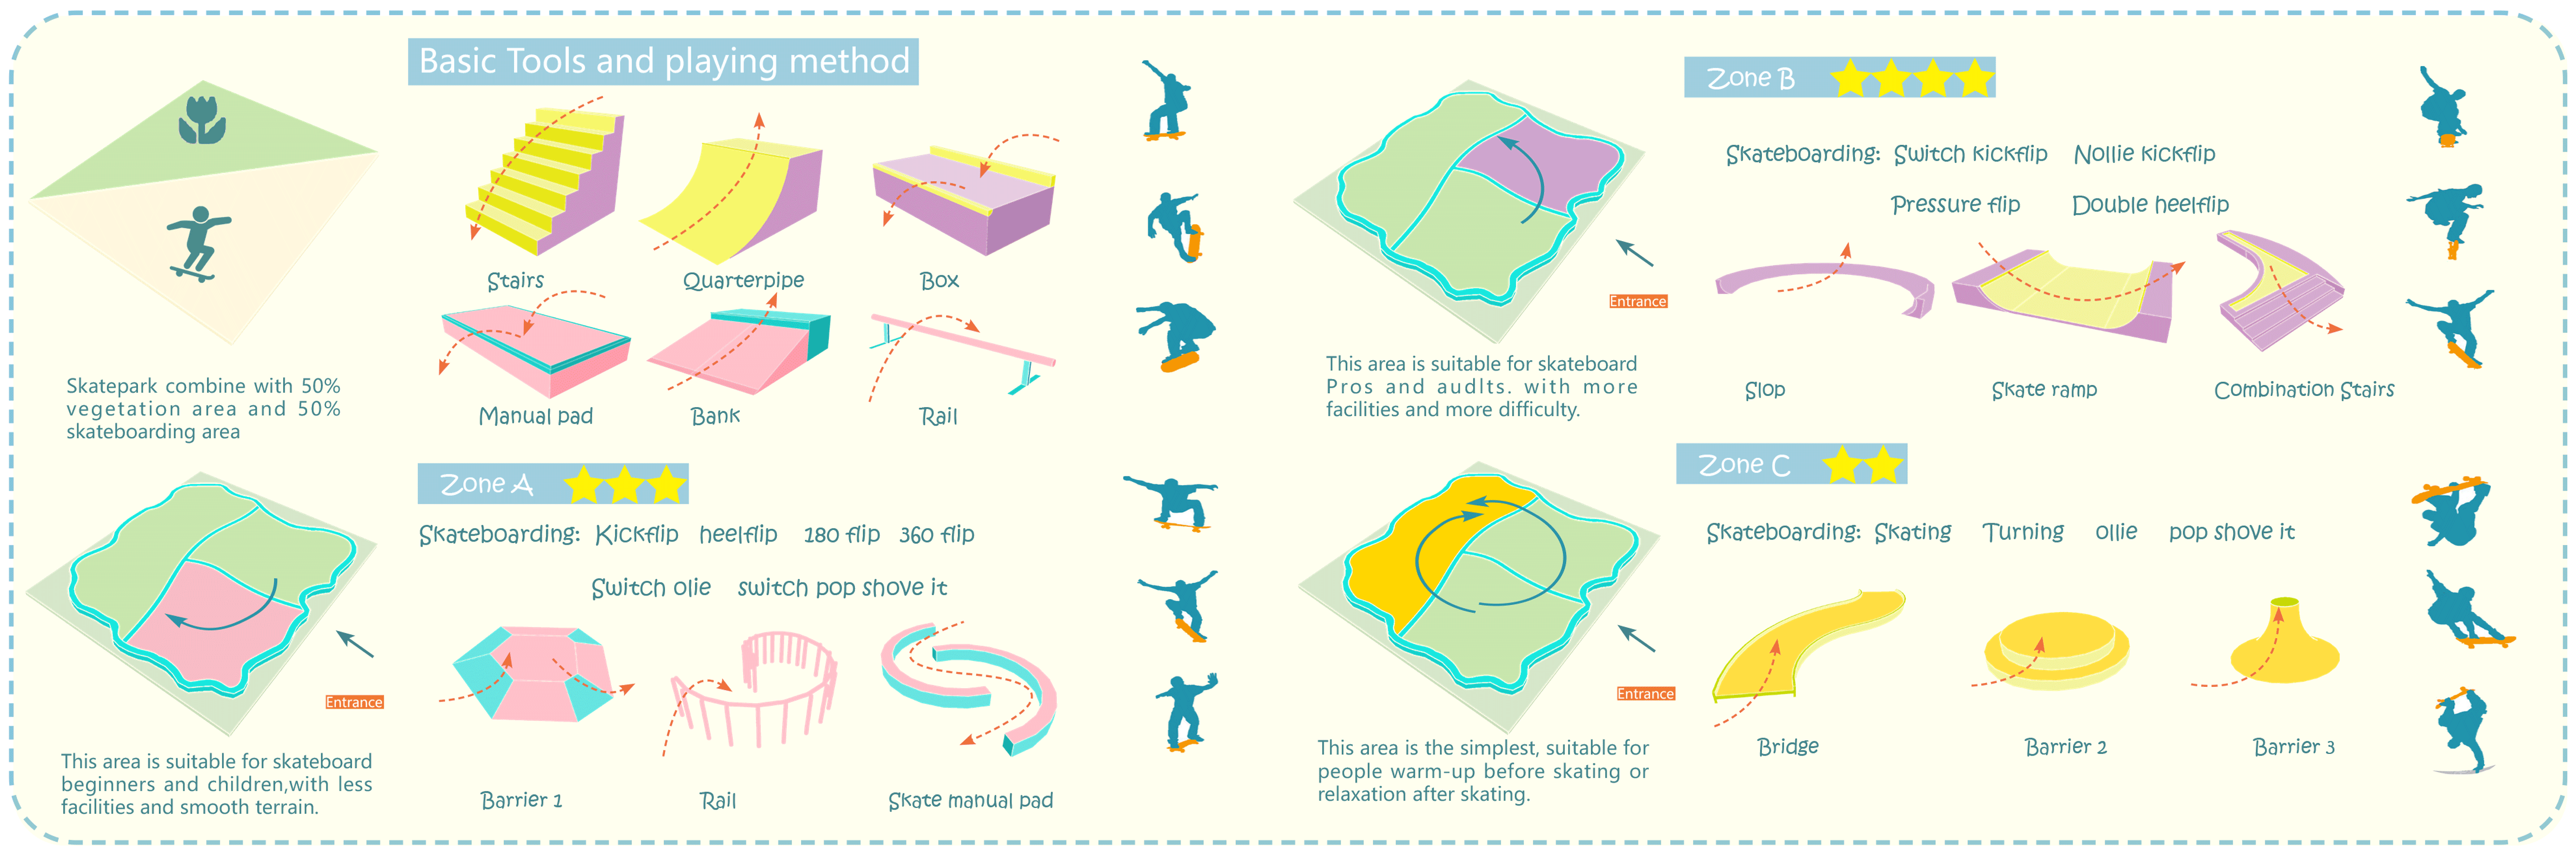 Basic Tools and playing method
Stairs
Quarterpipe
Box
Manual pad
Bank
Rail
Skatepark combine with 50%
vegetation area and 50%
skateboarding area
Zone A
Skateboarding: Kickflip heelflip 180 flip 360 flip
Switch olie switch pop shove it
Entrance
This area is suitable for skateboard
beginners and children,with less
facilities and smooth terrain.
Barrier 1
Rail
Skate manual pad
Zone B
Skateboarding: Switch kickflip Nollie kickflip
Pressure flip Double heelflip
Entrance
This area is suitable for skateboard
Pros and audlts. with more
facilities and more difficulty.
Slop
Skate ramp
Combination Stairs
Zone C
Skateboarding: Skating Turning ollie pop shove it
Entrance
This area is the simplest, suitable for
people warm-up before skating or
relaxation after skating.
Bridge
Barrier 2
Barrier 3